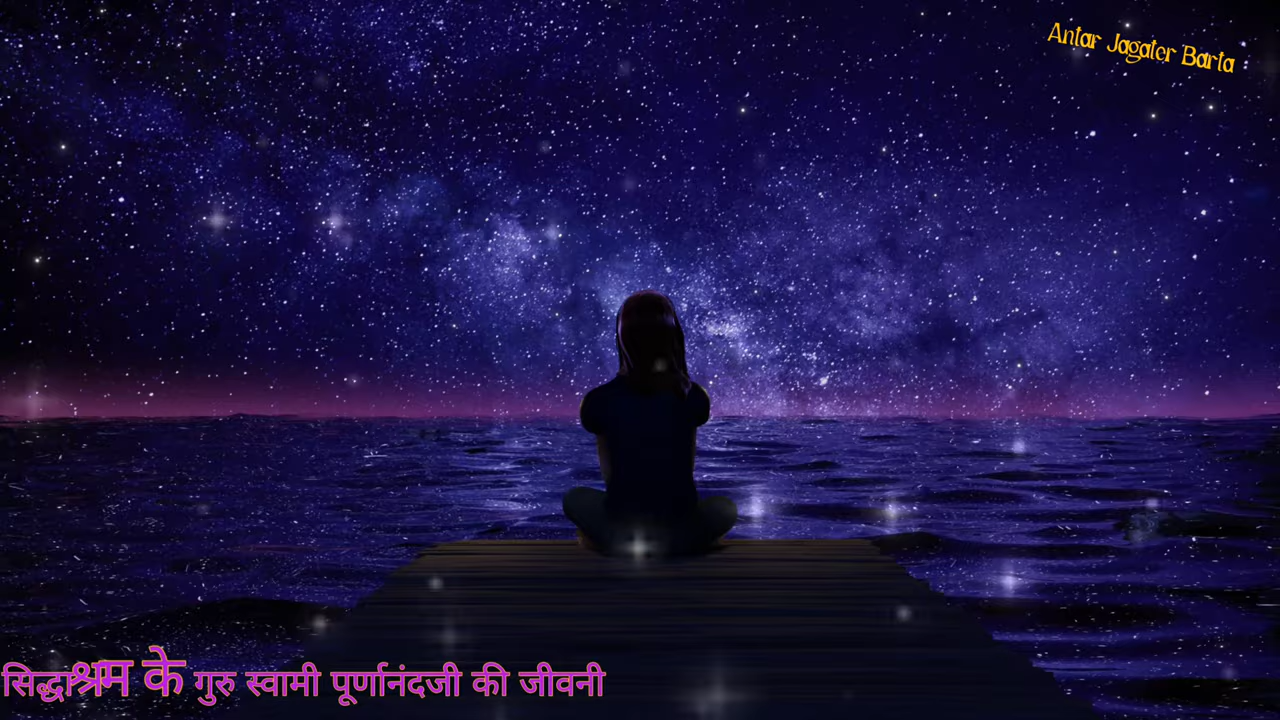 Antar Jagater Barta
सिद्धाश्रम के गुरु स्वामी पूर्णानंदजी की जीवनी